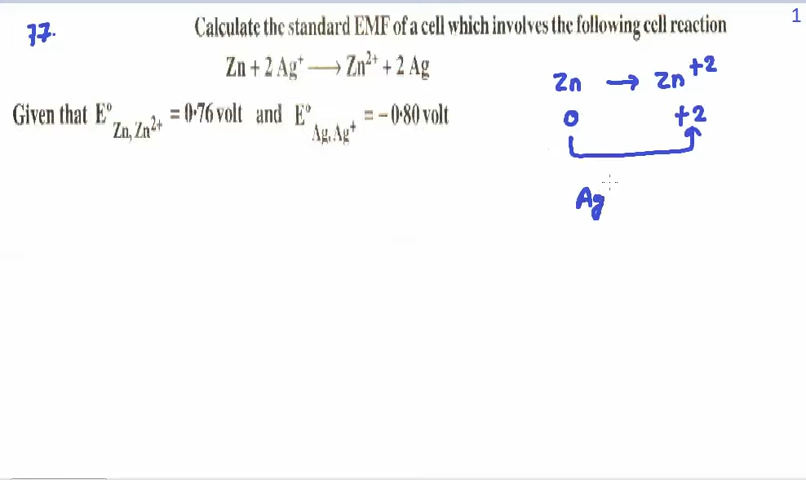 1
77. Calculate the standard EMF of a cell which involves the following cell reaction
Zn + 2 Ag⁺ ⟶ Zn²⁺ + 2 Ag
Zn → Zn⁺²
Given that E°Zn, Zn²⁺ = 0·76 volt and E°Ag, Ag⁺ = −0·80 volt
0 +2
Ag